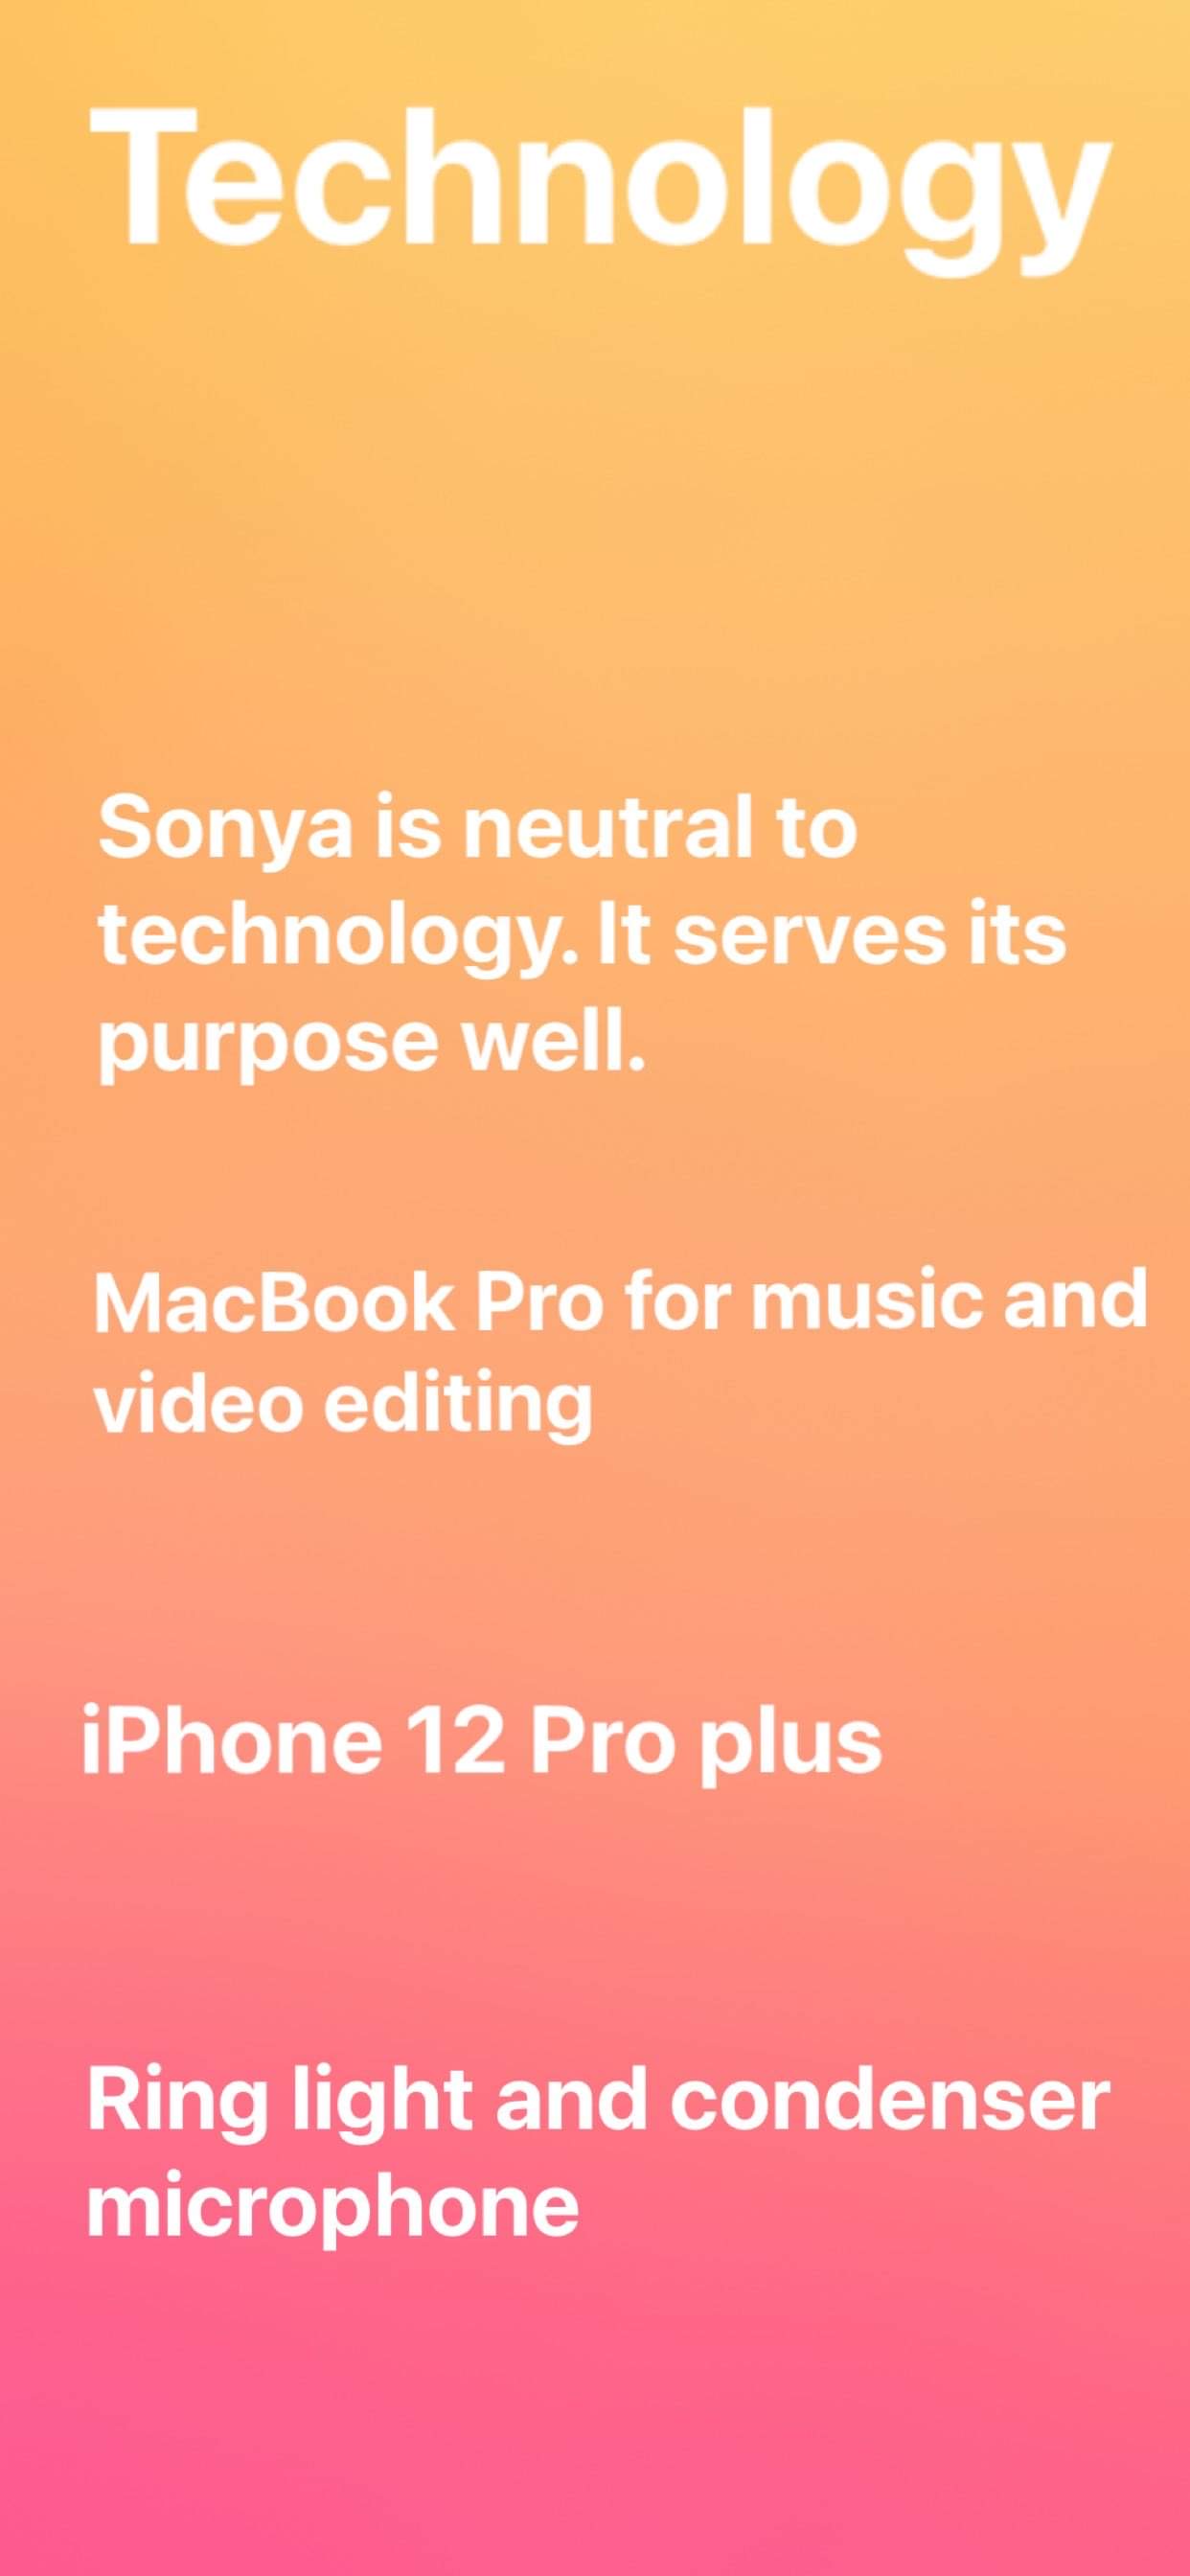 Technology
Sonya is neutral to
technology. It serves its
purpose well.
MacBook Pro for music and
video editing
iPhone 12 Pro plus
Ring light and condenser
microphone